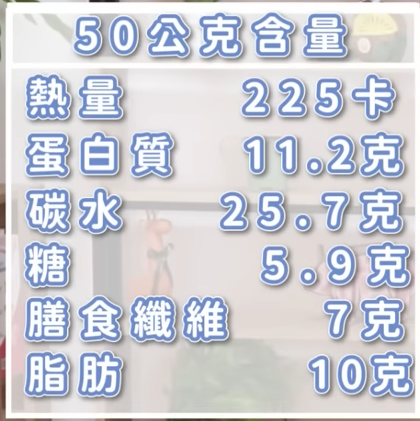 50公克含量
熱量 225卡
蛋白質 11.2克
碳水 25.7克
糖 5.9克
膳食纖維 7克
脂肪 10克